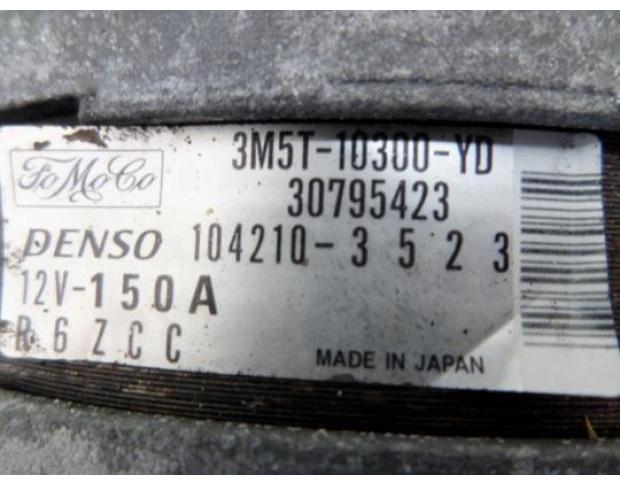 FoMoCo
3M5T-10300-YD
30795423
DENSO 104210-3523
12V-150A
R6ZCC
MADE IN JAPAN